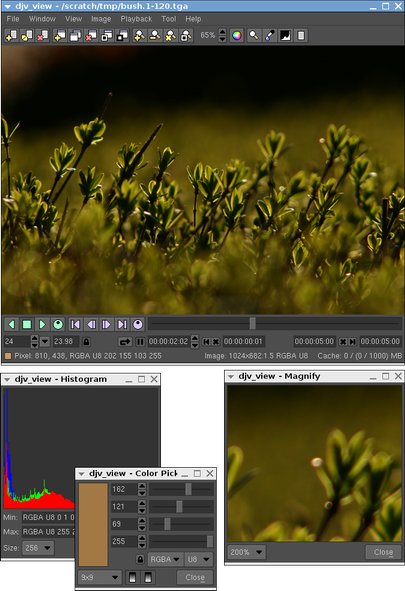 djv_view - /scratch/tmp/bush.1-120.tga
File Window View Image Playback Tool Help
65%
24 23.98 00:00:02:02 00:00:00:01 00:00:05:00 00:00:05:00
Pixel: 810, 438, RGBA U8 202 155 103 255 Image: 1024x682:1.5 RGBA U8 Cache: 0 / (0 / 1000) MB
djv_view - Histogram
Min: RGBA U8 0 1 0
Max: RGBA U8 255 2
Size: 256
djv_view - Color Pick
162
121
69
255
RGBA U8
9x9 Close
djv_view - Magnify
200% Close